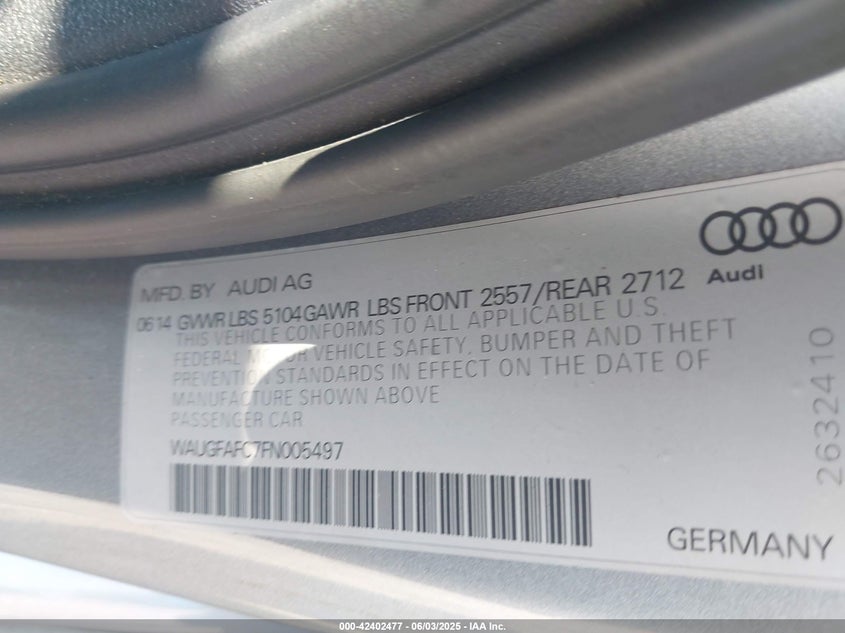 MFD. BY AUDI AG
0614 GVWR LBS 5104 GAWR LBS FRONT 2557/REAR 2712
THIS VEHICLE CONFORMS TO ALL APPLICABLE U.S.
FEDERAL MOTOR VEHICLE SAFETY, BUMPER AND THEFT
PREVENTION STANDARDS IN EFFECT ON THE DATE OF
MANUFACTURE SHOWN ABOVE
PASSENGER CAR
WAUGFAFC7FN005497
Audi
2632410
GERMANY
000-42402477 - 06/03/2025 - IAA Inc.